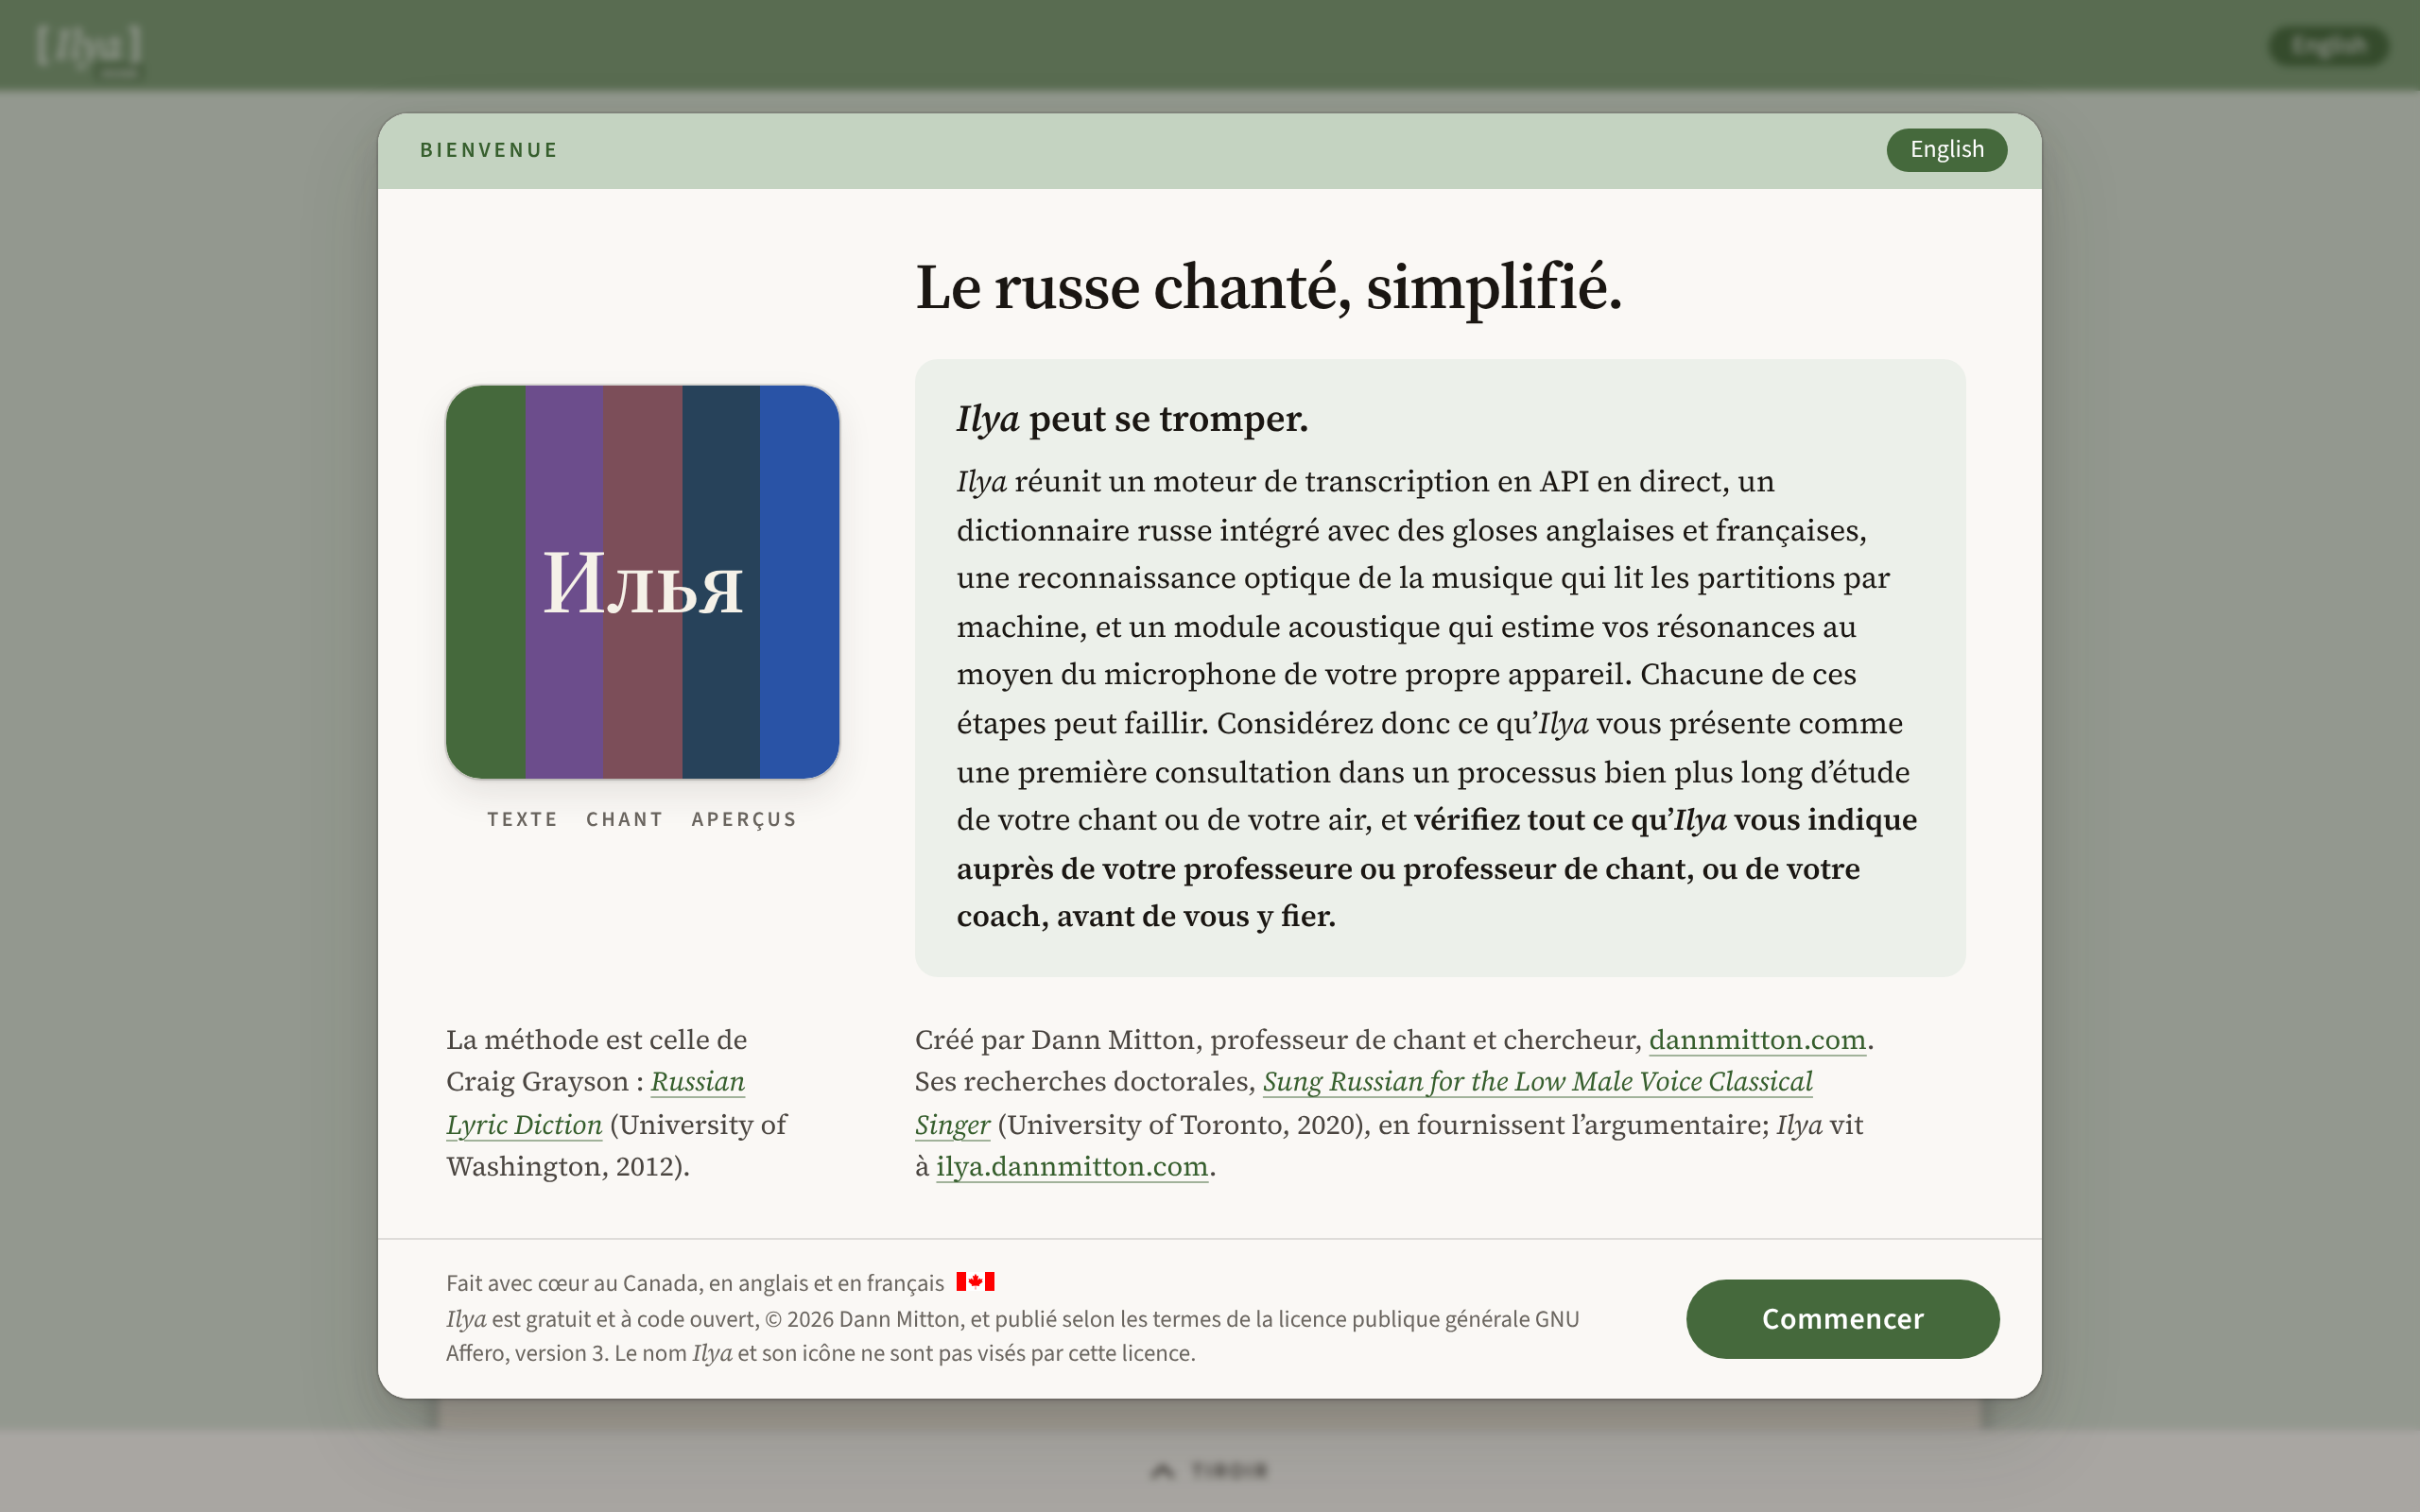 [Ilya]
English
BIENVENUE
English
Le russe chanté, simplifié.
Илья
TEXTE CHANT APERÇUS
Ilya peut se tromper.
Ilya réunit un moteur de transcription en API en direct, un
dictionnaire russe intégré avec des gloses anglaises et françaises,
une reconnaissance optique de la musique qui lit les partitions par
machine, et un module acoustique qui estime vos résonances au
moyen du microphone de votre propre appareil. Chacune de ces
étapes peut faillir. Considérez donc ce qu’Ilya vous présente comme
une première consultation dans un processus bien plus long d’étude
de votre chant ou de votre air, et vérifiez tout ce qu’Ilya vous indique
auprès de votre professeure ou professeur de chant, ou de votre
coach, avant de vous y fier.
La méthode est celle de
Craig Grayson : Russian
Lyric Diction (University of
Washington, 2012).
Créé par Dann Mitton, professeur de chant et chercheur, dannmitton.com.
Ses recherches doctorales, Sung Russian for the Low Male Voice Classical
Singer (University of Toronto, 2020), en fournissent l’argumentaire; Ilya vit
à ilya.dannmitton.com.
Fait avec cœur au Canada, en anglais et en français
Ilya est gratuit et à code ouvert, © 2026 Dann Mitton, et publié selon les termes de la licence publique générale GNU
Affero, version 3. Le nom Ilya et son icône ne sont pas visés par cette licence.
Commencer
TIROIR